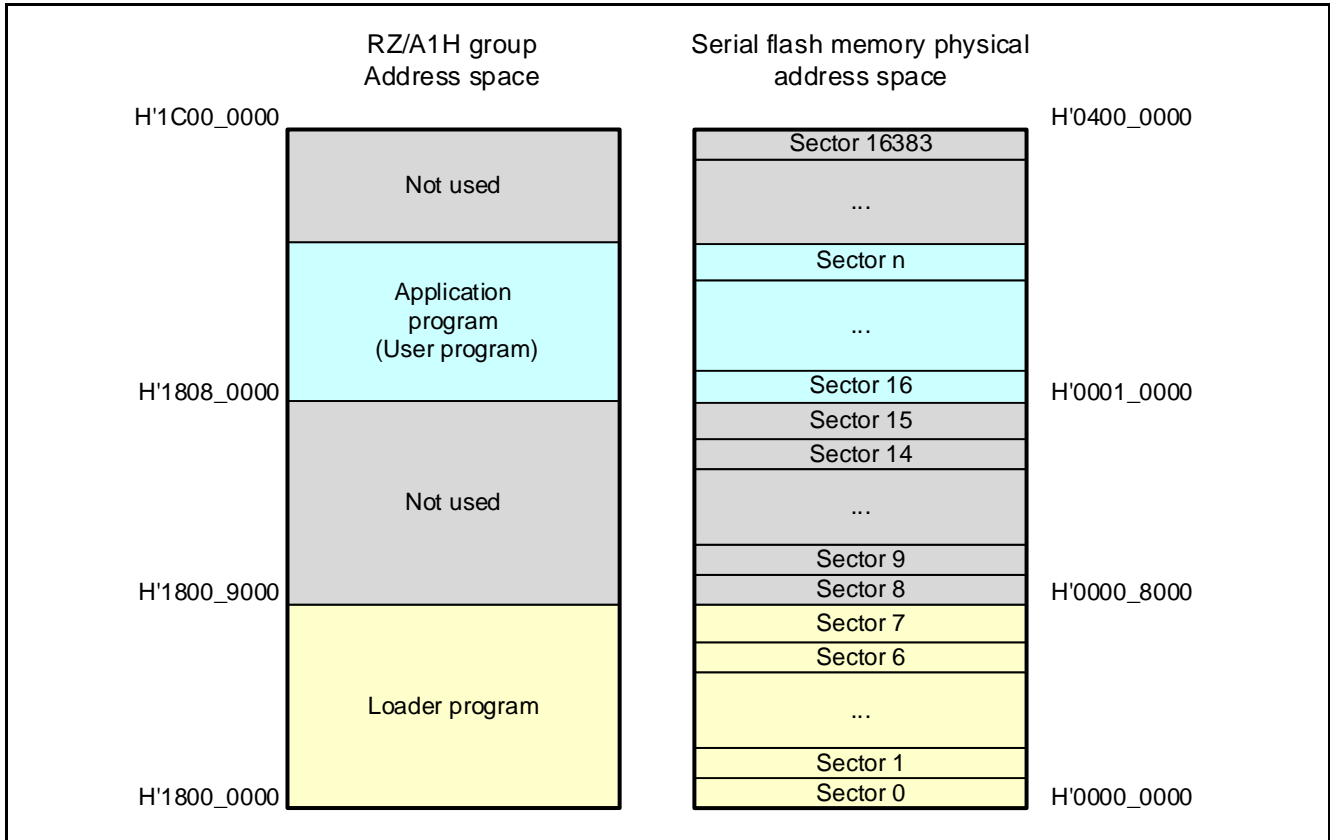 RZ/A1H group
Address space
Serial flash memory physical
address space
H'1C00_0000
H'0400_0000
Not used
Application
program
(User program)
H'1808_0000
Not used
H'1800_9000
Loader program
H'1800_0000
Sector 16383
...
Sector n
...
Sector 16
H'0001_0000
Sector 15
Sector 14
...
Sector 9
Sector 8
H'0000_8000
Sector 7
Sector 6
...
Sector 1
Sector 0
H'0000_0000